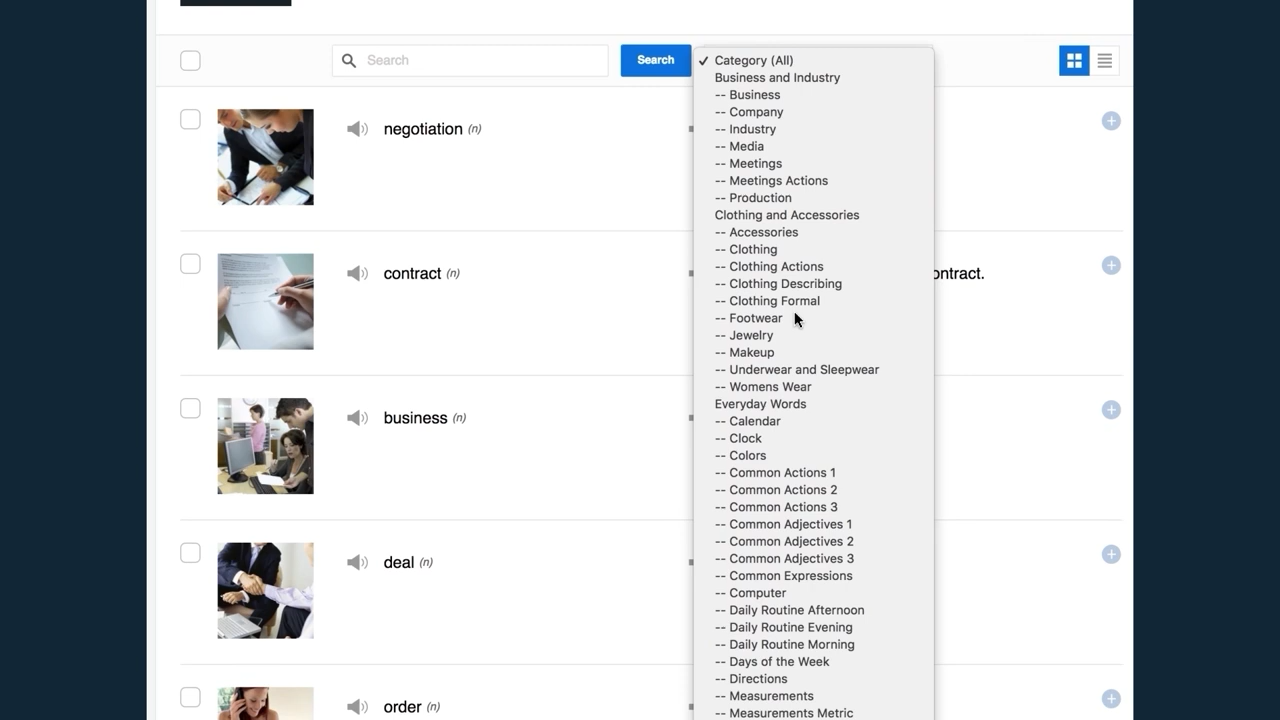 Search
Search
✓ Category (All)
Business and Industry
-- Business
-- Company
-- Industry
-- Media
-- Meetings
-- Meetings Actions
-- Production
Clothing and Accessories
-- Accessories
-- Clothing
-- Clothing Actions
-- Clothing Describing
-- Clothing Formal
-- Footwear
-- Jewelry
-- Makeup
-- Underwear and Sleepwear
-- Womens Wear
Everyday Words
-- Calendar
-- Clock
-- Colors
-- Common Actions 1
-- Common Actions 2
-- Common Actions 3
-- Common Adjectives 1
-- Common Adjectives 2
-- Common Adjectives 3
-- Common Expressions
-- Computer
-- Daily Routine Afternoon
-- Daily Routine Evening
-- Daily Routine Morning
-- Days of the Week
-- Directions
-- Measurements
-- Measurements Metric
negotiation (n)
contract (n)
ontract.
business (n)
deal (n)
order (n)